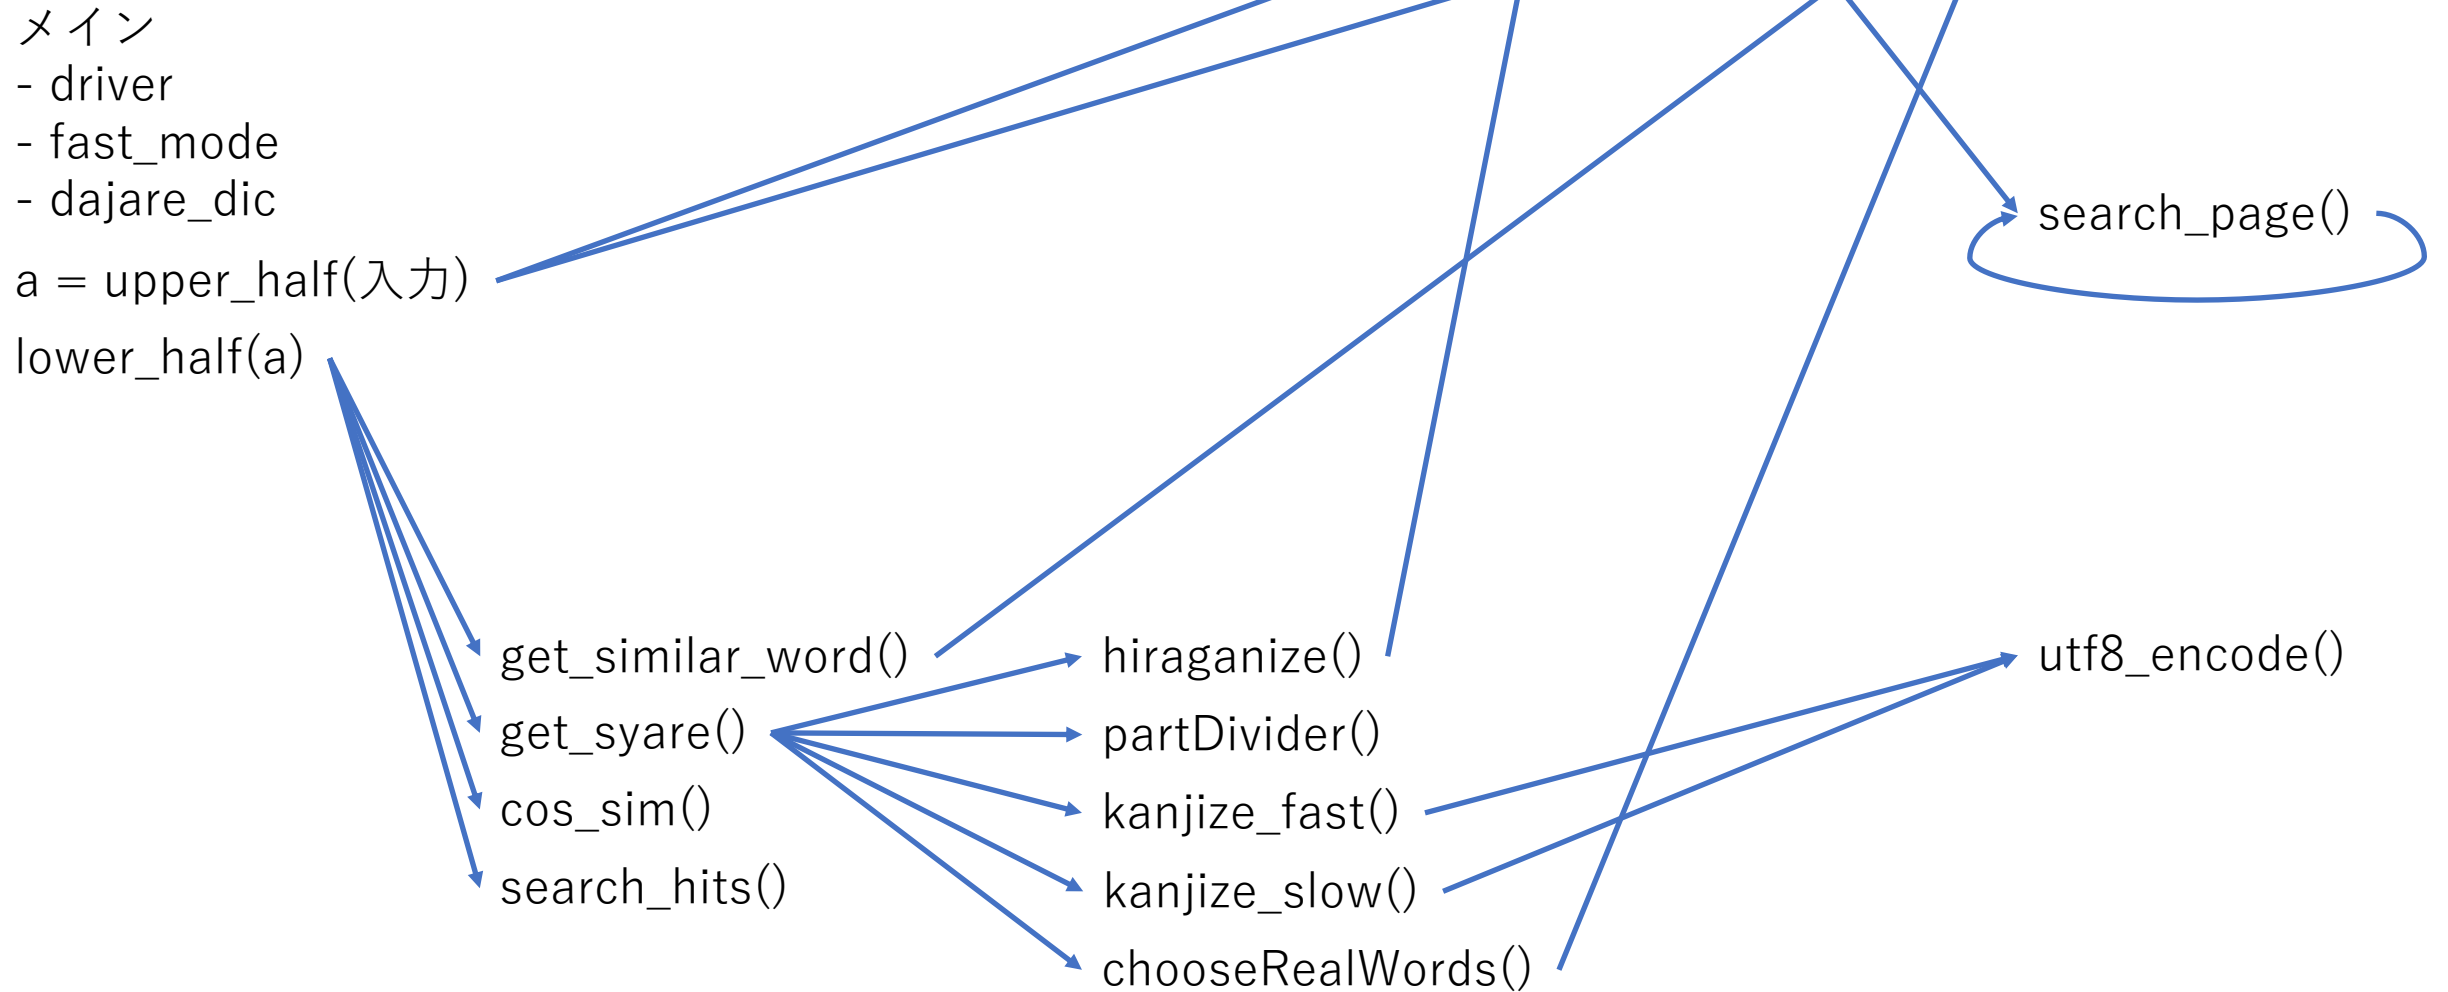 メイン
- driver
- fast_mode
- dajare_dic
a = upper_half(入力)
lower_half(a)
search_page()
get_similar_word()
get_syare()
cos_sim()
search_hits()
hiraganize()
partDivider()
kanjize_fast()
kanjize_slow()
chooseRealWords()
utf8_encode()